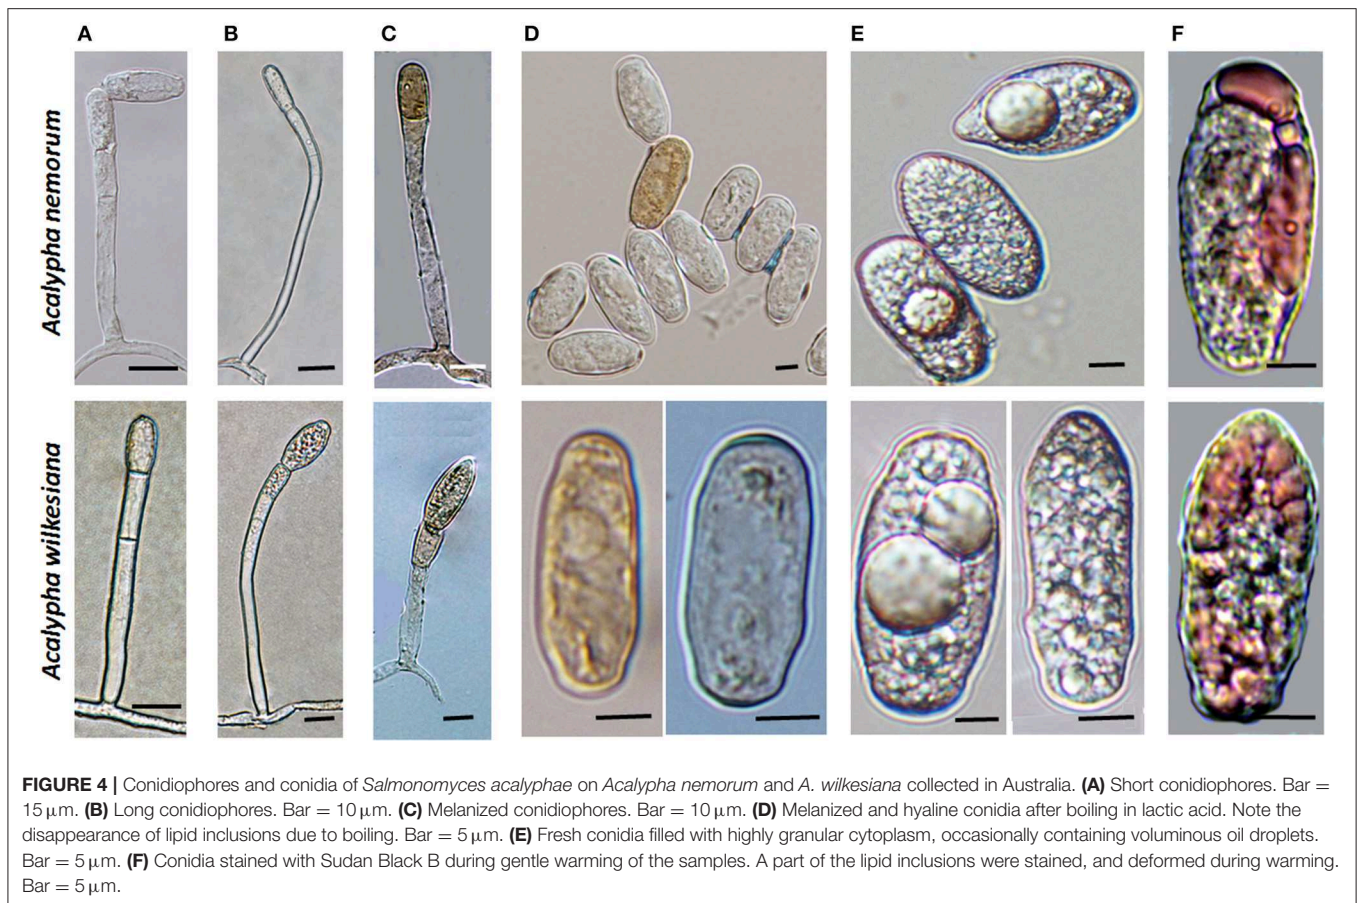 A B C D E F
Acalypha nemorum
Acalypha wilkesiana
FIGURE 4 | Conidiophores and conidia of Salmonomyces acalyphae on Acalypha nemorum and A. wilkesiana collected in Australia. (A) Short conidiophores. Bar =
15 μm. (B) Long conidiophores. Bar = 10 μm. (C) Melanized conidiophores. Bar = 10 μm. (D) Melanized and hyaline conidia after boiling in lactic acid. Note the
disappearance of lipid inclusions due to boiling. Bar = 5 μm. (E) Fresh conidia filled with highly granular cytoplasm, occasionally containing voluminous oil droplets.
Bar = 5 μm. (F) Conidia stained with Sudan Black B during gentle warming of the samples. A part of the lipid inclusions were stained, and deformed during warming.
Bar = 5 μm.